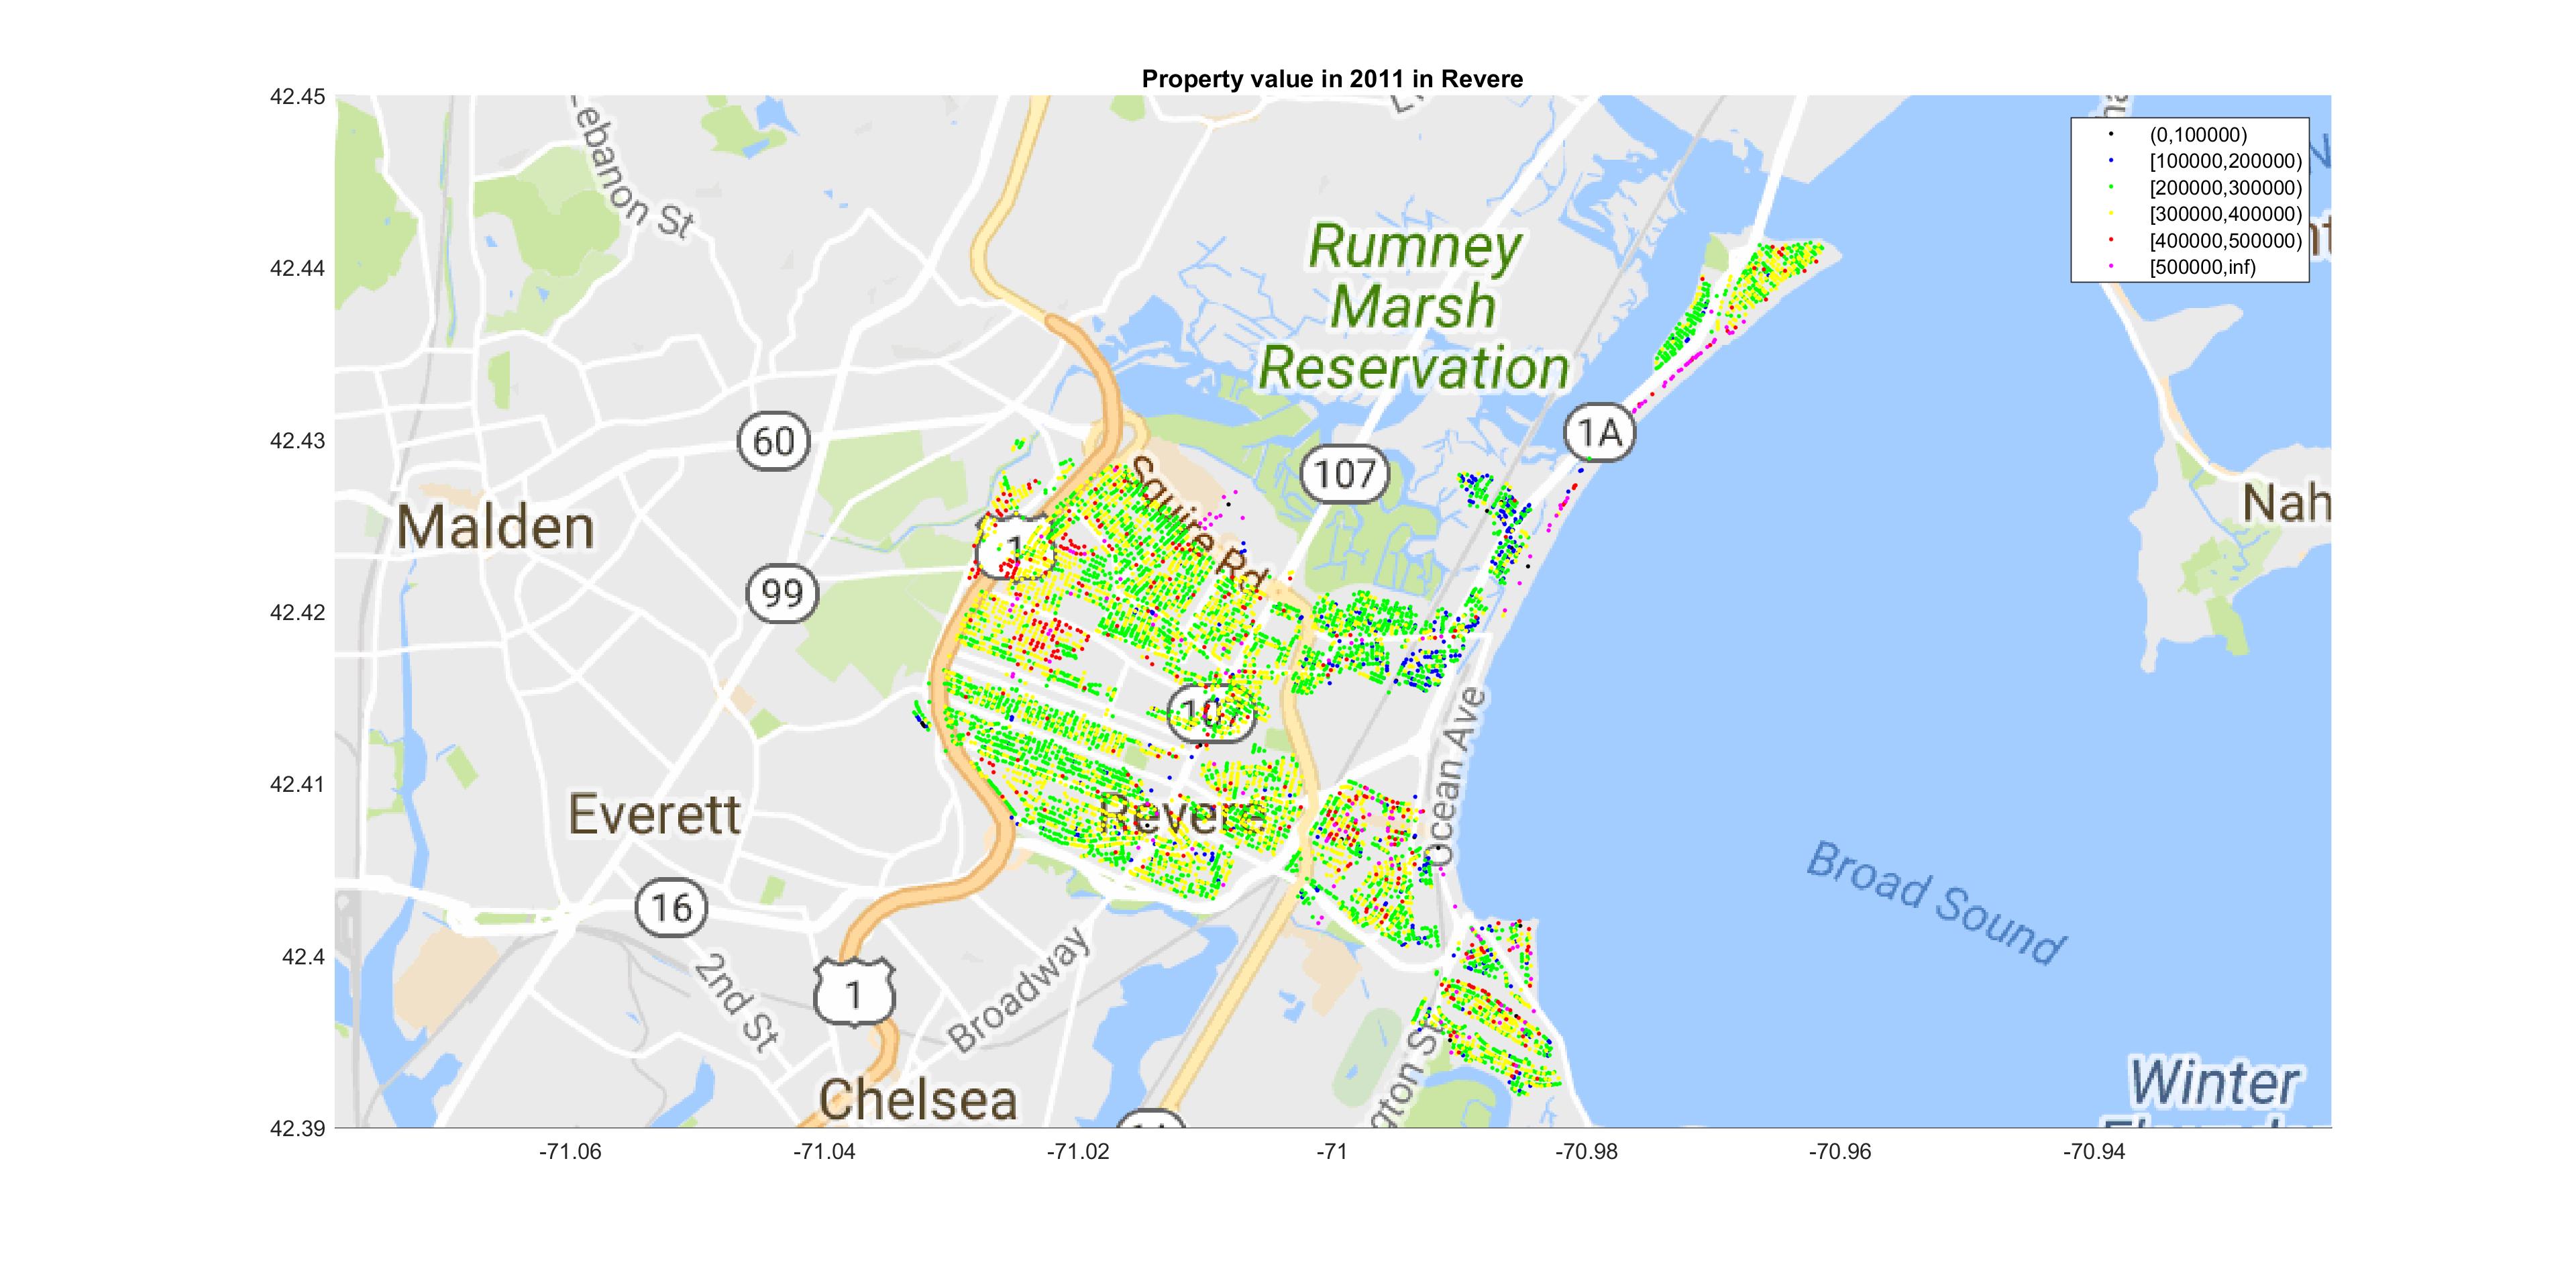 Property value in 2011 in Revere
42.45
42.44
42.43
42.42
42.41
42.4
42.39
-71.06
-71.04
-71.02
-71
-70.98
-70.96
-70.94
(0,100000)
[100000,200000)
[200000,300000)
[300000,400000)
[400000,500000)
[500000,inf)
ebanon St
Rumney
Marsh
Reservation
60
107
1A
Squire Rd
Malden
Nah
1
99
107
Ocean Ave
Everett
Revere
Broad Sound
16
2nd St
1
Broadway
gton St
Chelsea
Winter